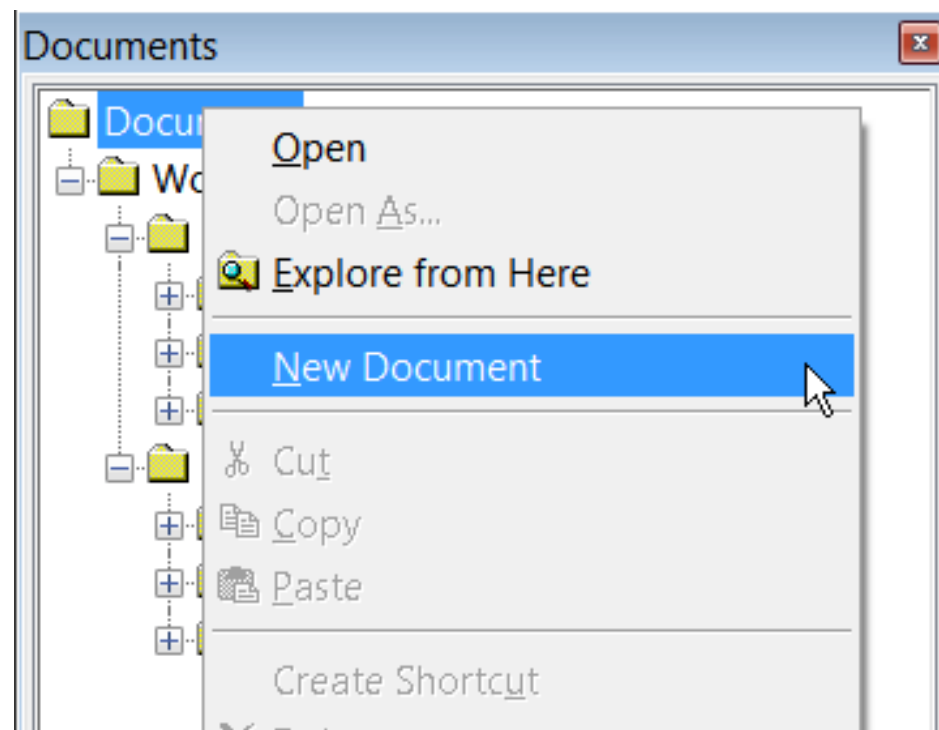 Documents
Open
Open As...
Explore from Here
New Document
Cut
Copy
Paste
Create Shortcut